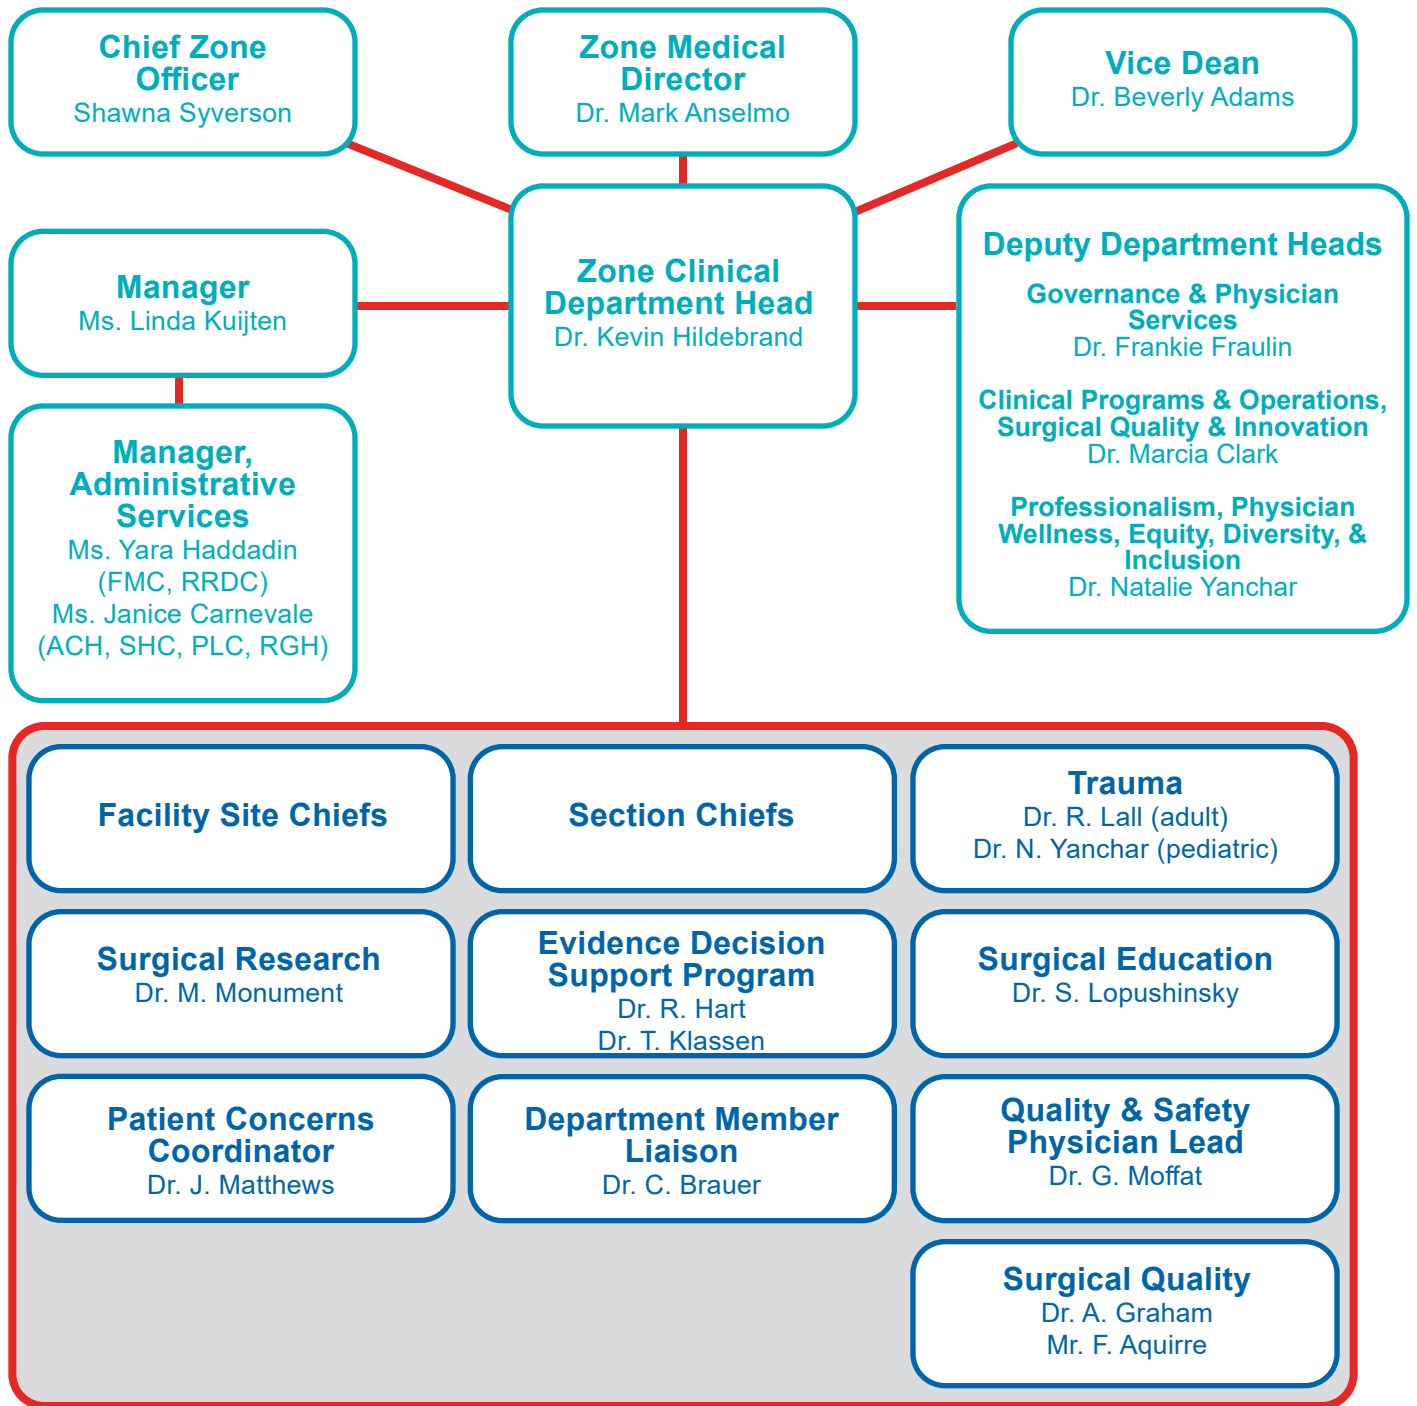 Chief Zone
Officer
Shawna Syverson
Zone Medical
Director
Dr. Mark Anselmo
Vice Dean
Dr. Beverly Adams
Manager
Ms. Linda Kuijten
Zone Clinical
Department Head
Dr. Kevin Hildebrand
Deputy Department Heads
Governance & Physician
Services
Dr. Frankie Fraulin
Clinical Programs & Operations,
Surgical Quality & Innovation
Dr. Marcia Clark
Professionalism, Physician
Wellness, Equity, Diversity, &
Inclusion
Dr. Natalie Yanchar
Manager,
Administrative
Services
Ms. Yara Haddadin
(FMC, RRDC)
Ms. Janice Carnevale
(ACH, SHC, PLC, RGH)
Facility Site Chiefs
Section Chiefs
Trauma
Dr. R. Lall (adult)
Dr. N. Yanchar (pediatric)
Surgical Research
Dr. M. Monument
Evidence Decision
Support Program
Dr. R. Hart
Dr. T. Klassen
Surgical Education
Dr. S. Lopushinsky
Patient Concerns
Coordinator
Dr. J. Matthews
Department Member
Liaison
Dr. C. Brauer
Quality & Safety
Physician Lead
Dr. G. Moffat
Surgical Quality
Dr. A. Graham
Mr. F. Aquirre